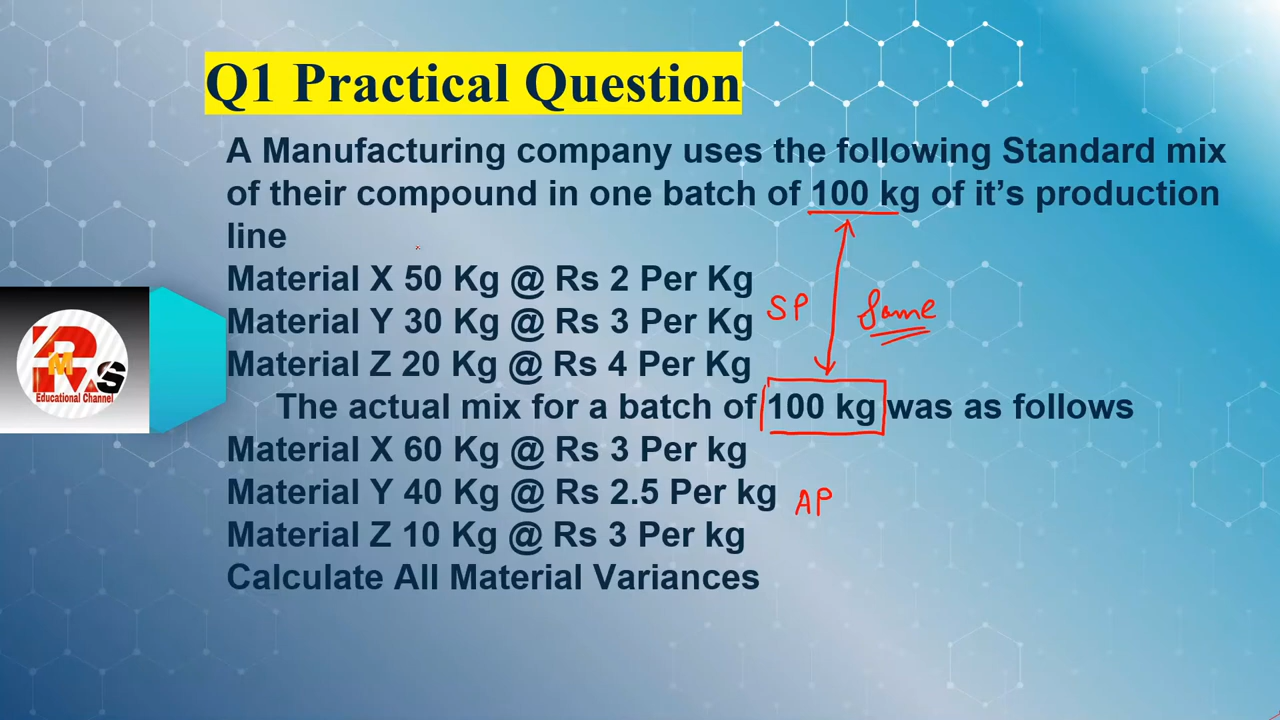 Q1 Practical Question
A Manufacturing company uses the following Standard mix
of their compound in one batch of 100 kg of it's production
line
Material X 50 Kg @ Rs 2 Per Kg
Material Y 30 Kg @ Rs 3 Per Kg
SP
Same
Material Z 20 Kg @ Rs 4 Per Kg
The actual mix for a batch of 100 kg was as follows
Material X 60 Kg @ Rs 3 Per kg
Material Y 40 Kg @ Rs 2.5 Per kg
AP
Material Z 10 Kg @ Rs 3 Per kg
Calculate All Material Variances
M
S
Educational Channel